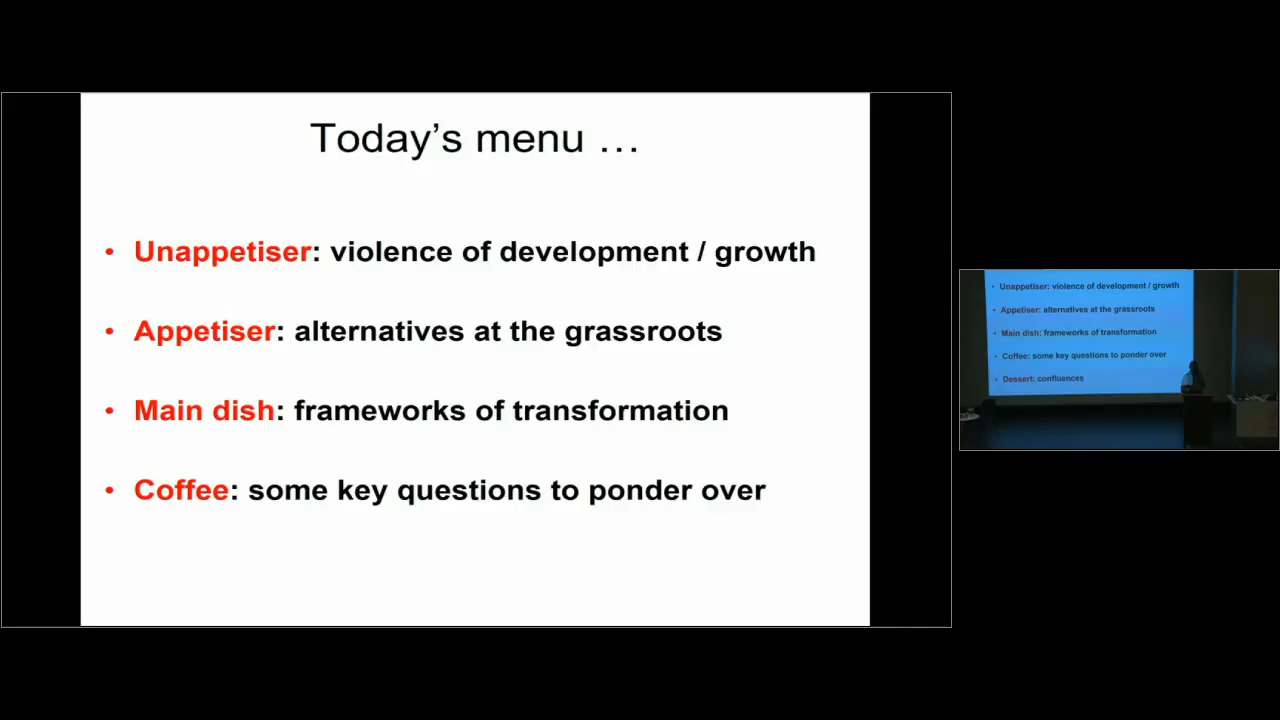 Today's menu …
• Unappetiser: violence of development / growth
• Appetiser: alternatives at the grassroots
• Main dish: frameworks of transformation
• Coffee: some key questions to ponder over
• Unappetiser: violence of development / growth
• Appetiser: alternatives at the grassroots
• Main dish: frameworks of transformation
• Coffee: some key questions to ponder over
• Dessert: confluences